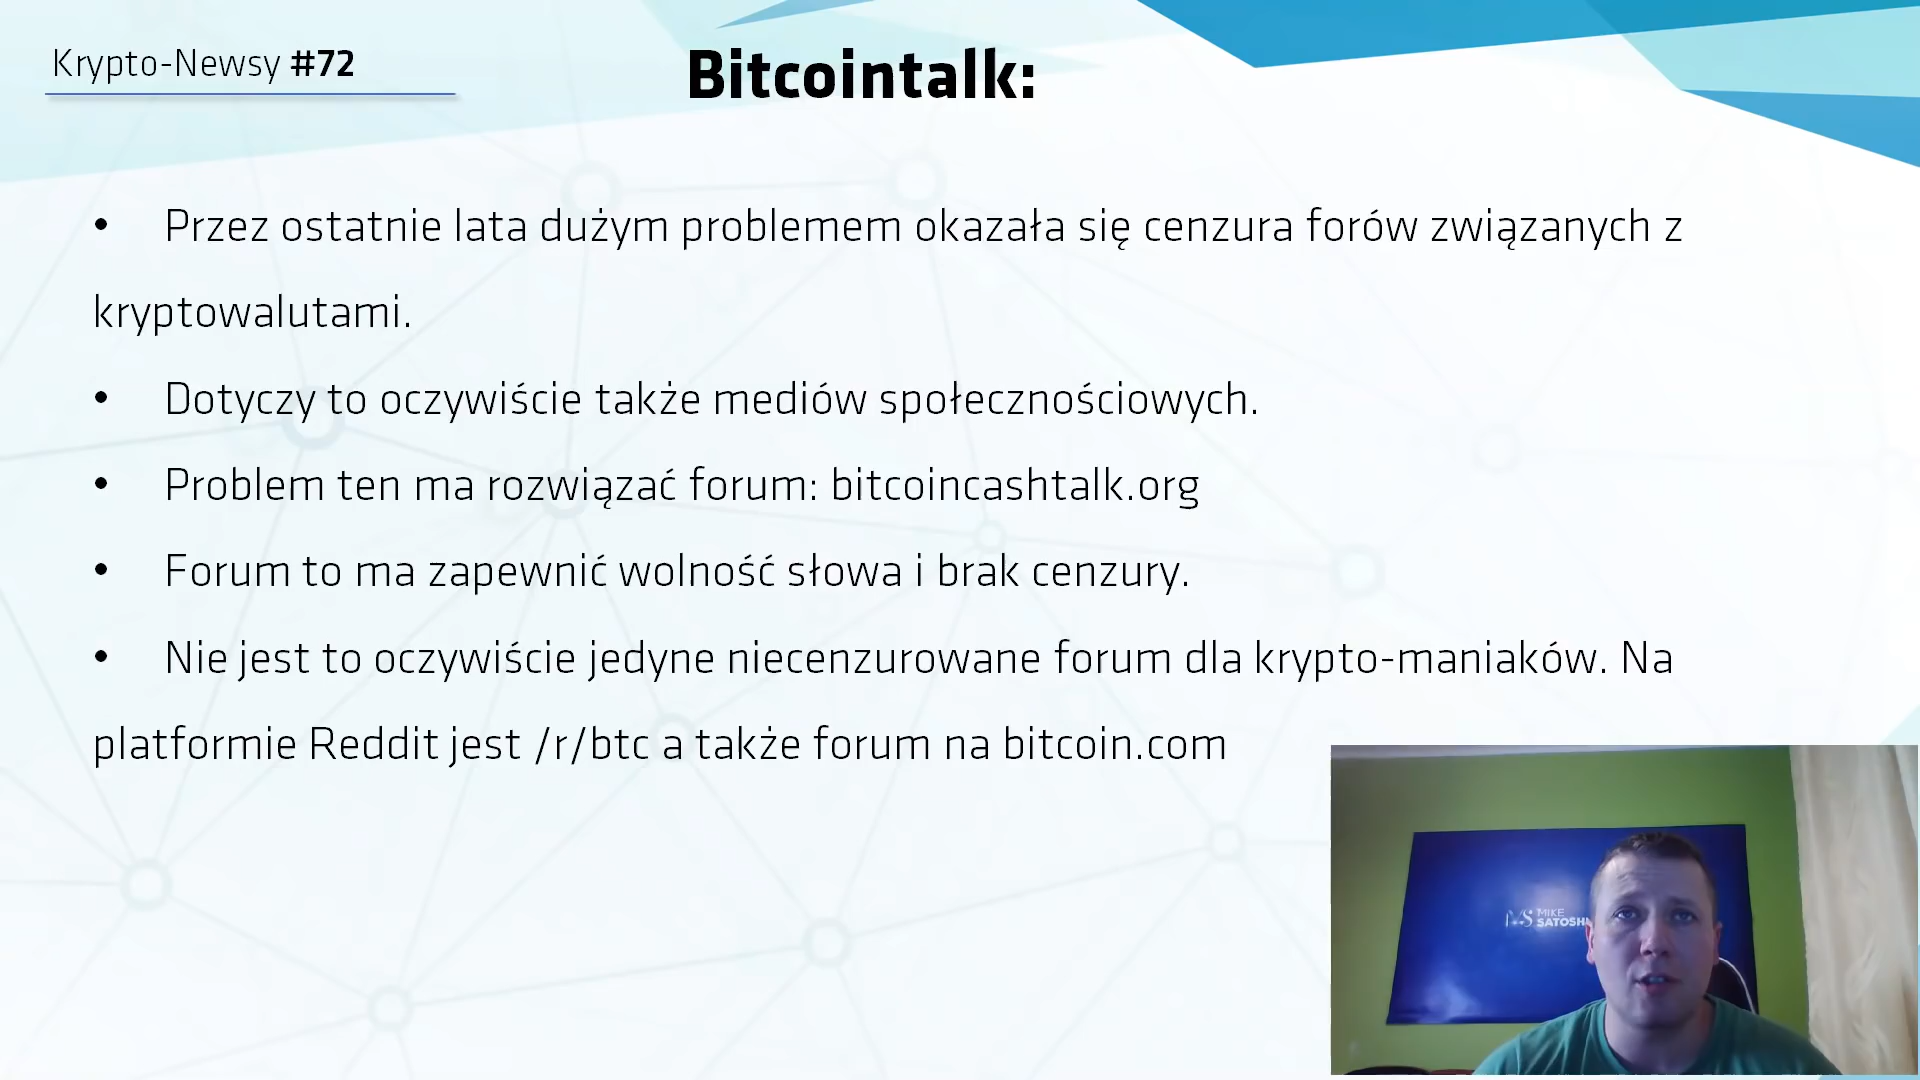 Krypto-Newsy #72
Bitcointalk:
• Przez ostatnie lata dużym problemem okazała się cenzura forów związanych z
kryptowalutami.
• Dotyczy to oczywiście także mediów społecznościowych.
• Problem ten ma rozwiązać forum: bitcoincashtalk.org
• Forum to ma zapewnić wolność słowa i brak cenzury.
• Nie jest to oczywiście jedyne niecenzurowane forum dla krypto-maniaków. Na
platformie Reddit jest /r/btc a także forum na bitcoin.com
MS MIKE
SATOSHI